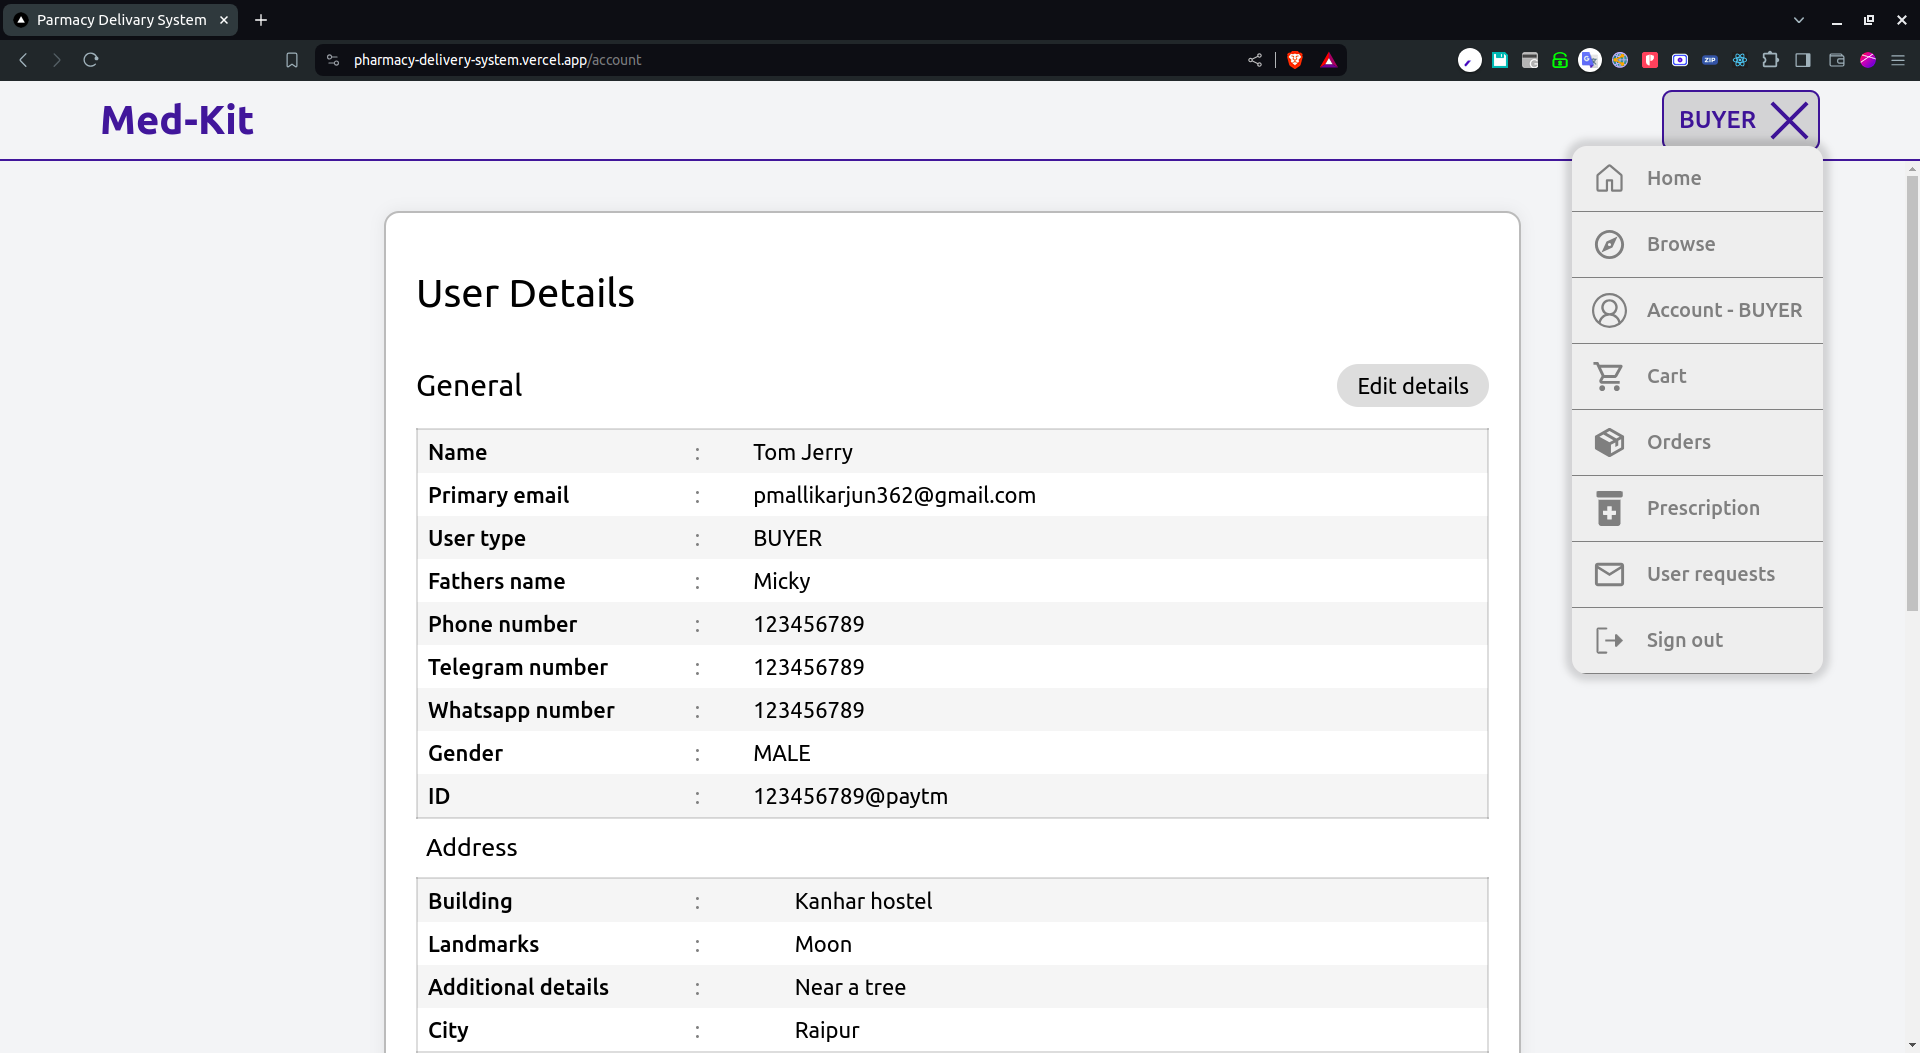 Parmacy Delivary System
pharmacy-delivery-system.vercel.app/account
ZIP
Med-Kit
BUYER
Home
Browse
Account - BUYER
Cart
Orders
Prescription
User requests
Sign out
User Details
General
Edit details
Name : Tom Jerry
Primary email : pmallikarjun362@gmail.com
User type : BUYER
Fathers name : Micky
Phone number : 123456789
Telegram number : 123456789
Whatsapp number : 123456789
Gender : MALE
ID : 123456789@paytm
Address
Building : Kanhar hostel
Landmarks : Moon
Additional details : Near a tree
City : Raipur